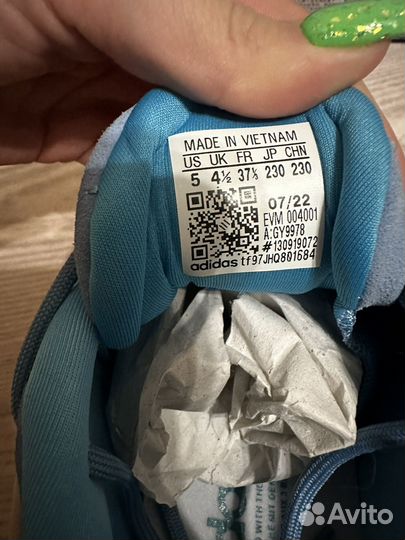 MADE IN VIETNAM
US UK FR JP CHN
5 4½ 37⅓ 230 230
07/22
EVM 004001
A:GY9978
#130919072
adidas tf97JHQ801684
Avito